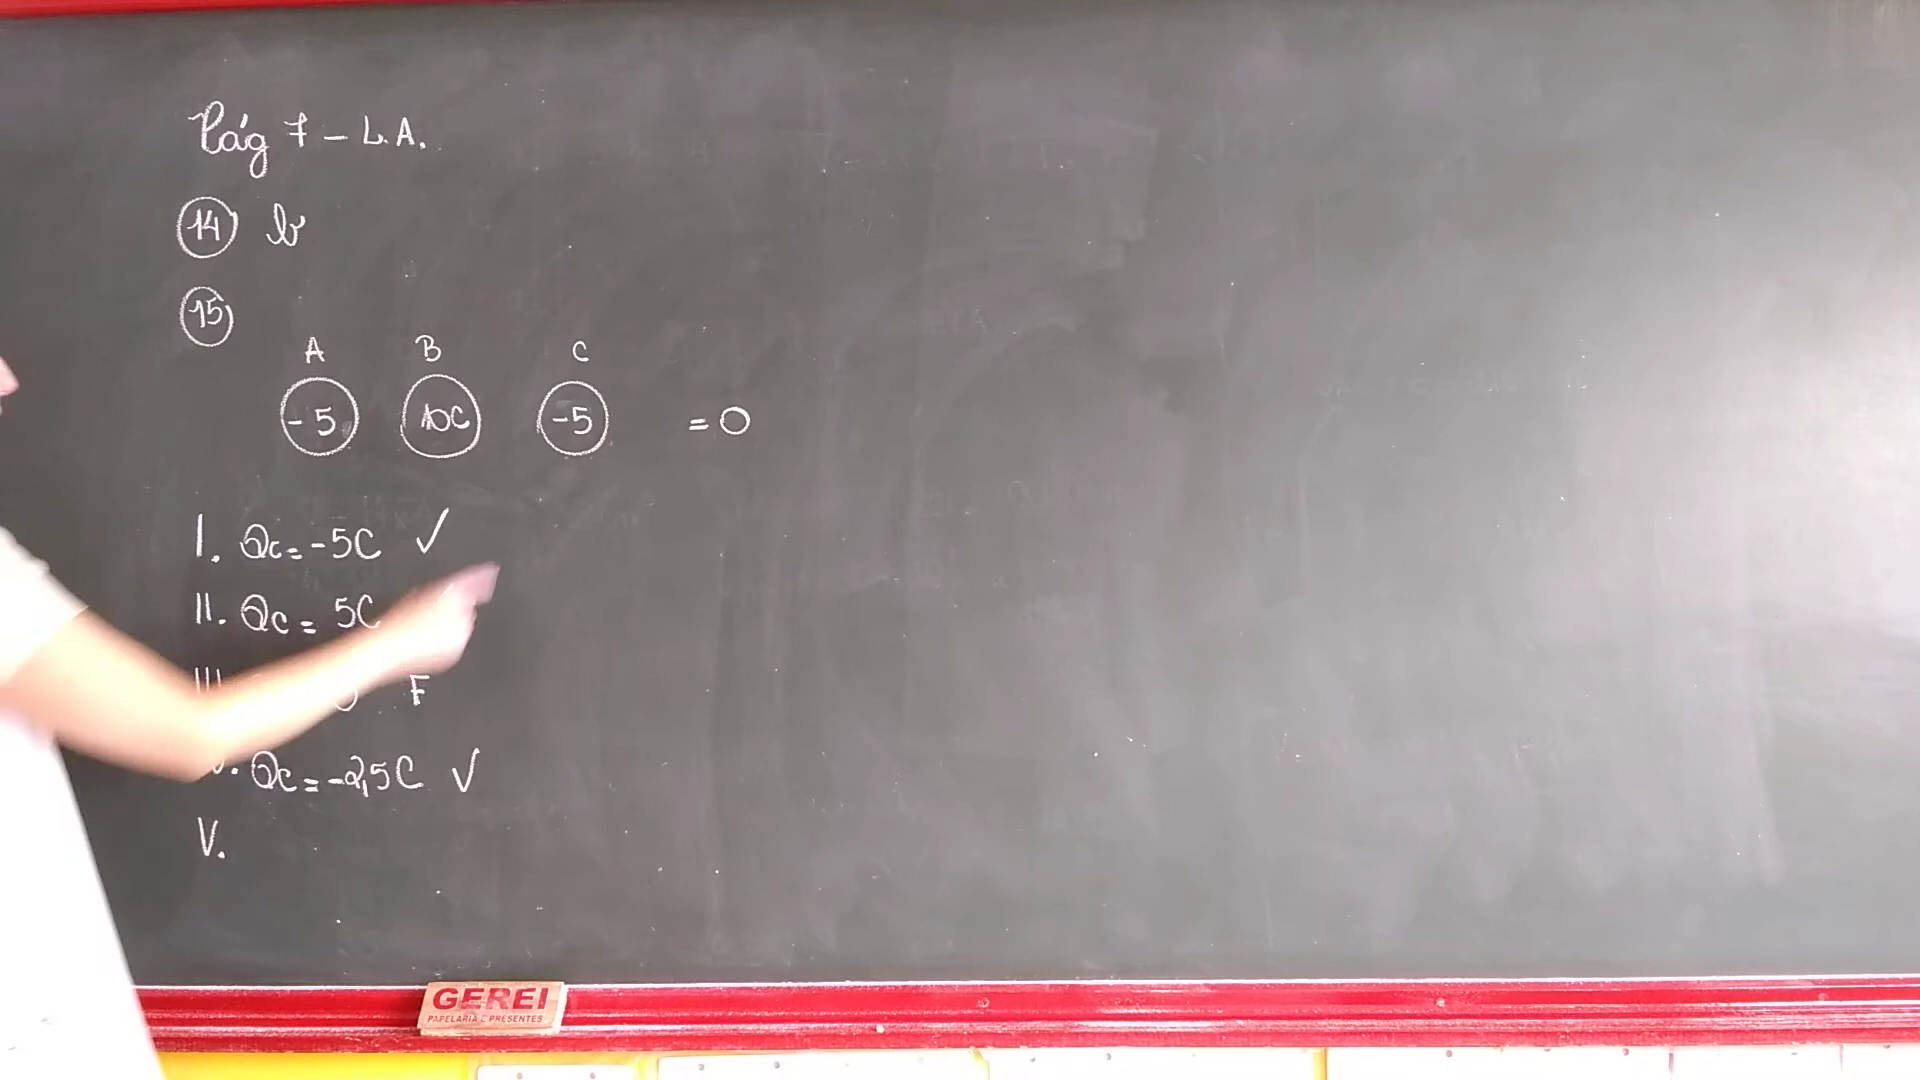 Pág 7 - L.A.
14 b
15
A B C
-5 10C -5 = 0
I. Qc = -5C ✓
II. Qc = 5C
III. F
Qc = -2,5C ✓
V.
GEREI
PAPELARIA E PRESENTES